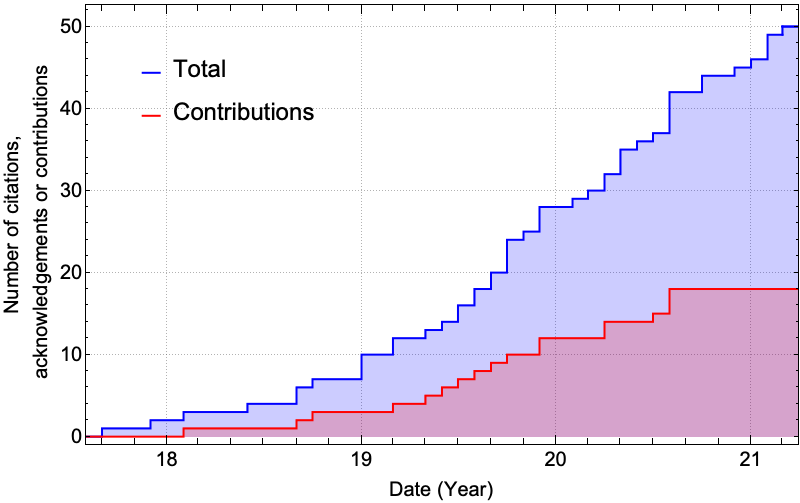 Total
Contributions
Number of citations,
acknowledgements or contributions
50
40
30
20
10
0
18
19
20
21
Date (Year)